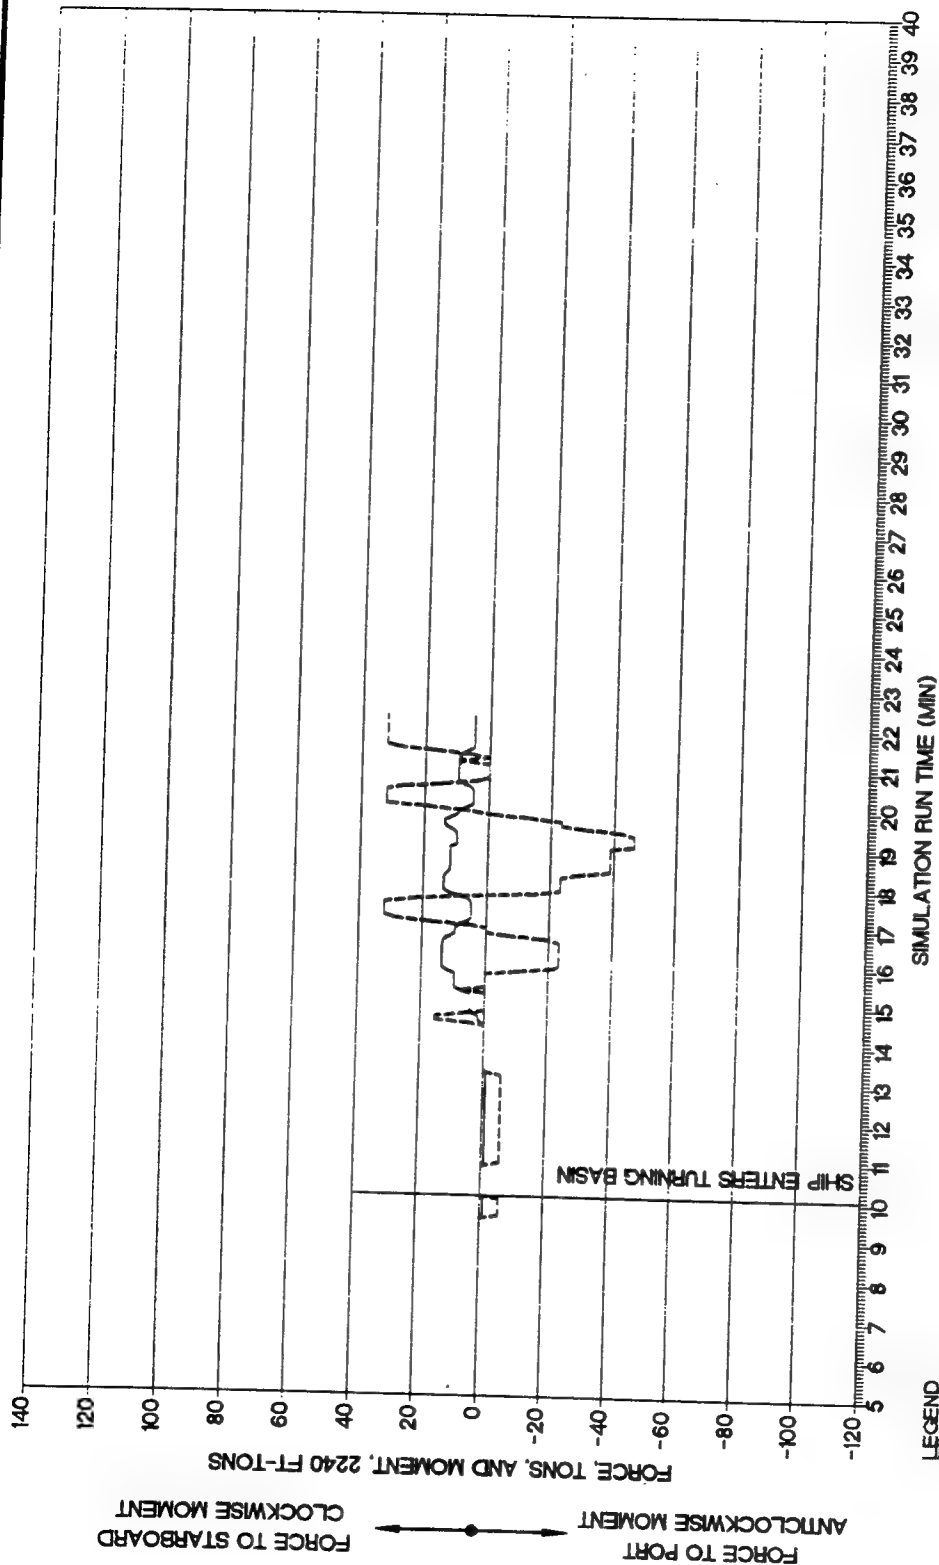 FORCE TO STARBOARD
CLOCKWISE MOMENT
FORCE TO PORT
ANTICLOCKWISE MOMENT
FORCE, TONS, AND MOMENT, 2240 FT-TONS
140
120
100
80
60
40
20
0
-20
-40
-60
-80
-100
-120
SHIP ENTERS TURNING BASIN
5 6 7 8 9 10 11 12 13 14 15 16 17 18 19 20 21 22 23 24 25 26 27 28 29 30 31 32 33 34 35 36 37 38 39 40
SIMULATION RUN TIME (MIN)
LEGEND